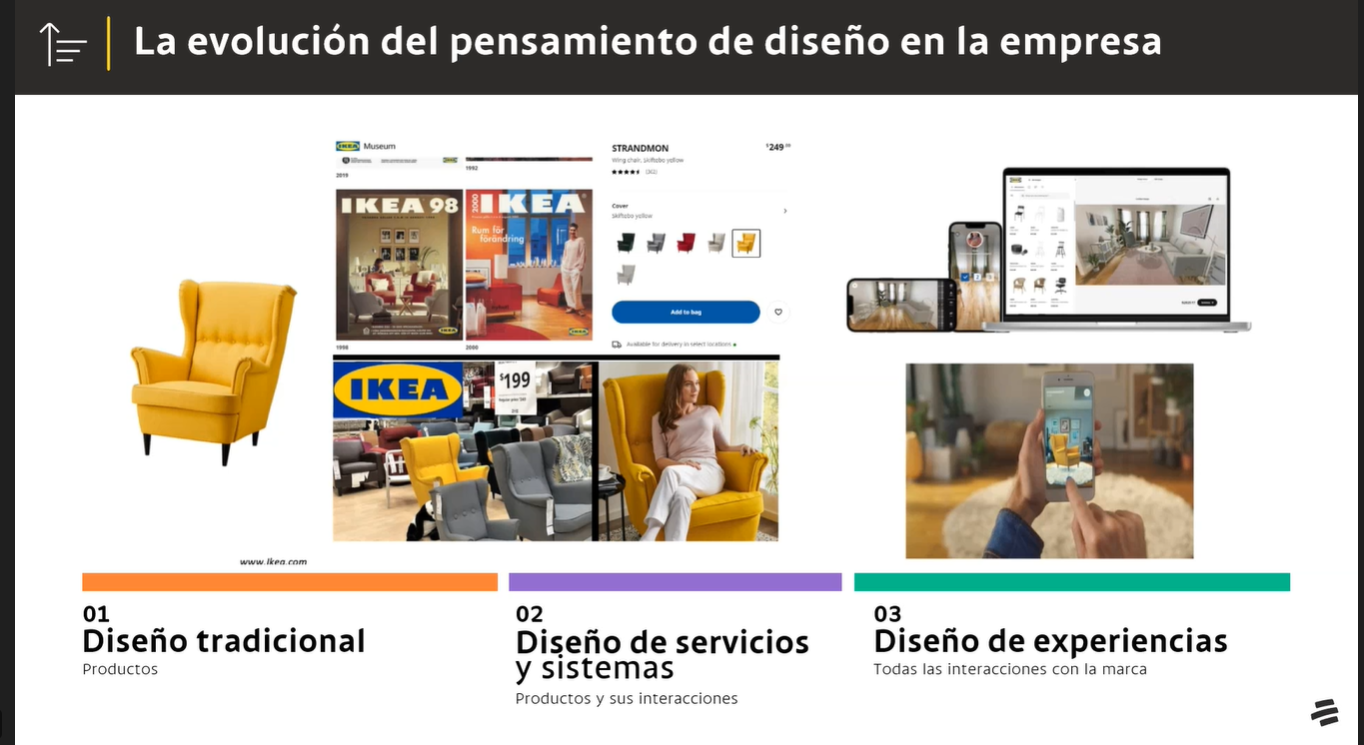 La evolución del pensamiento de diseño en la empresa
IKEA Museum
2019
1992
IKEA 98
2000 IKEA
Rum för
förändring
IKEA
1998
2000
STRANDMON
$249
Wing chair, Skiftebo yellow
Cover
Skiftebo yellow
Add to bag
Available for delivery in select locations
IKEA
$199
www.Ikea.com
01
Diseño tradicional
Productos
02
Diseño de servicios
y sistemas
Productos y sus interacciones
03
Diseño de experiencias
Todas las interacciones con la marca